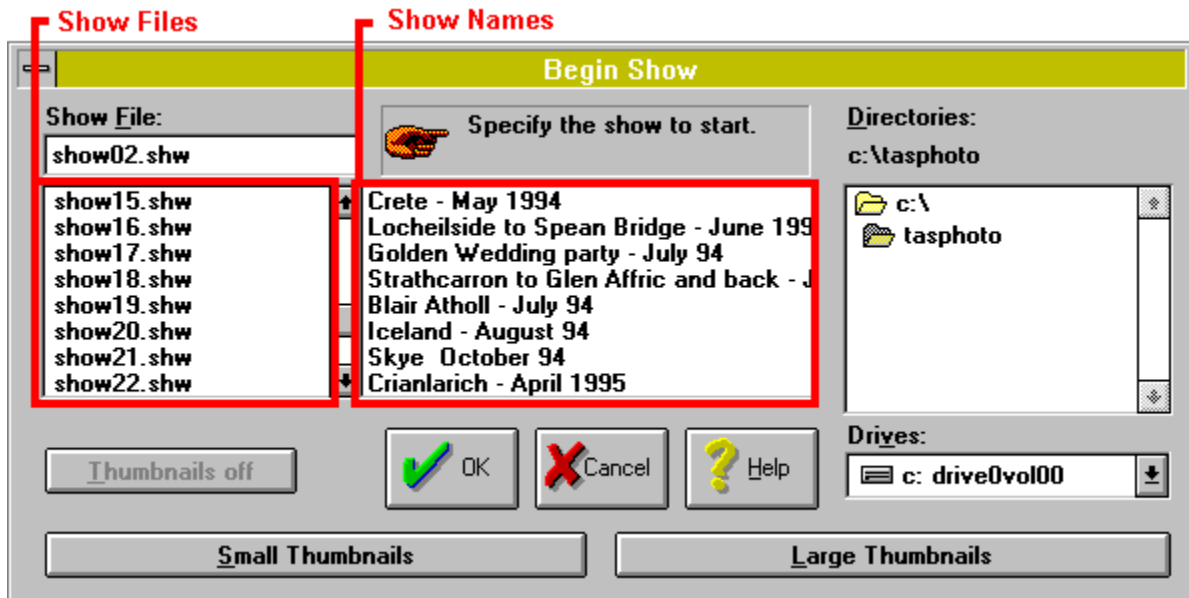 Show Files
Show Names
Begin Show
Show File:
show02.shw
Specify the show to start.
Directories:
c:\tasphoto
show15.shw
show16.shw
show17.shw
show18.shw
show19.shw
show20.shw
show21.shw
show22.shw
Crete - May 1994
Locheilside to Spean Bridge - June 199
Golden Wedding party - July 94
Strathcarron to Glen Affric and back - J
Blair Atholl - July 94
Iceland - August 94
Skye  October 94
Crianlarich - April 1995
c:\
tasphoto
Thumbnails off
OK
Cancel
Help
Drives:
c: drive0vol00
Small Thumbnails
Large Thumbnails